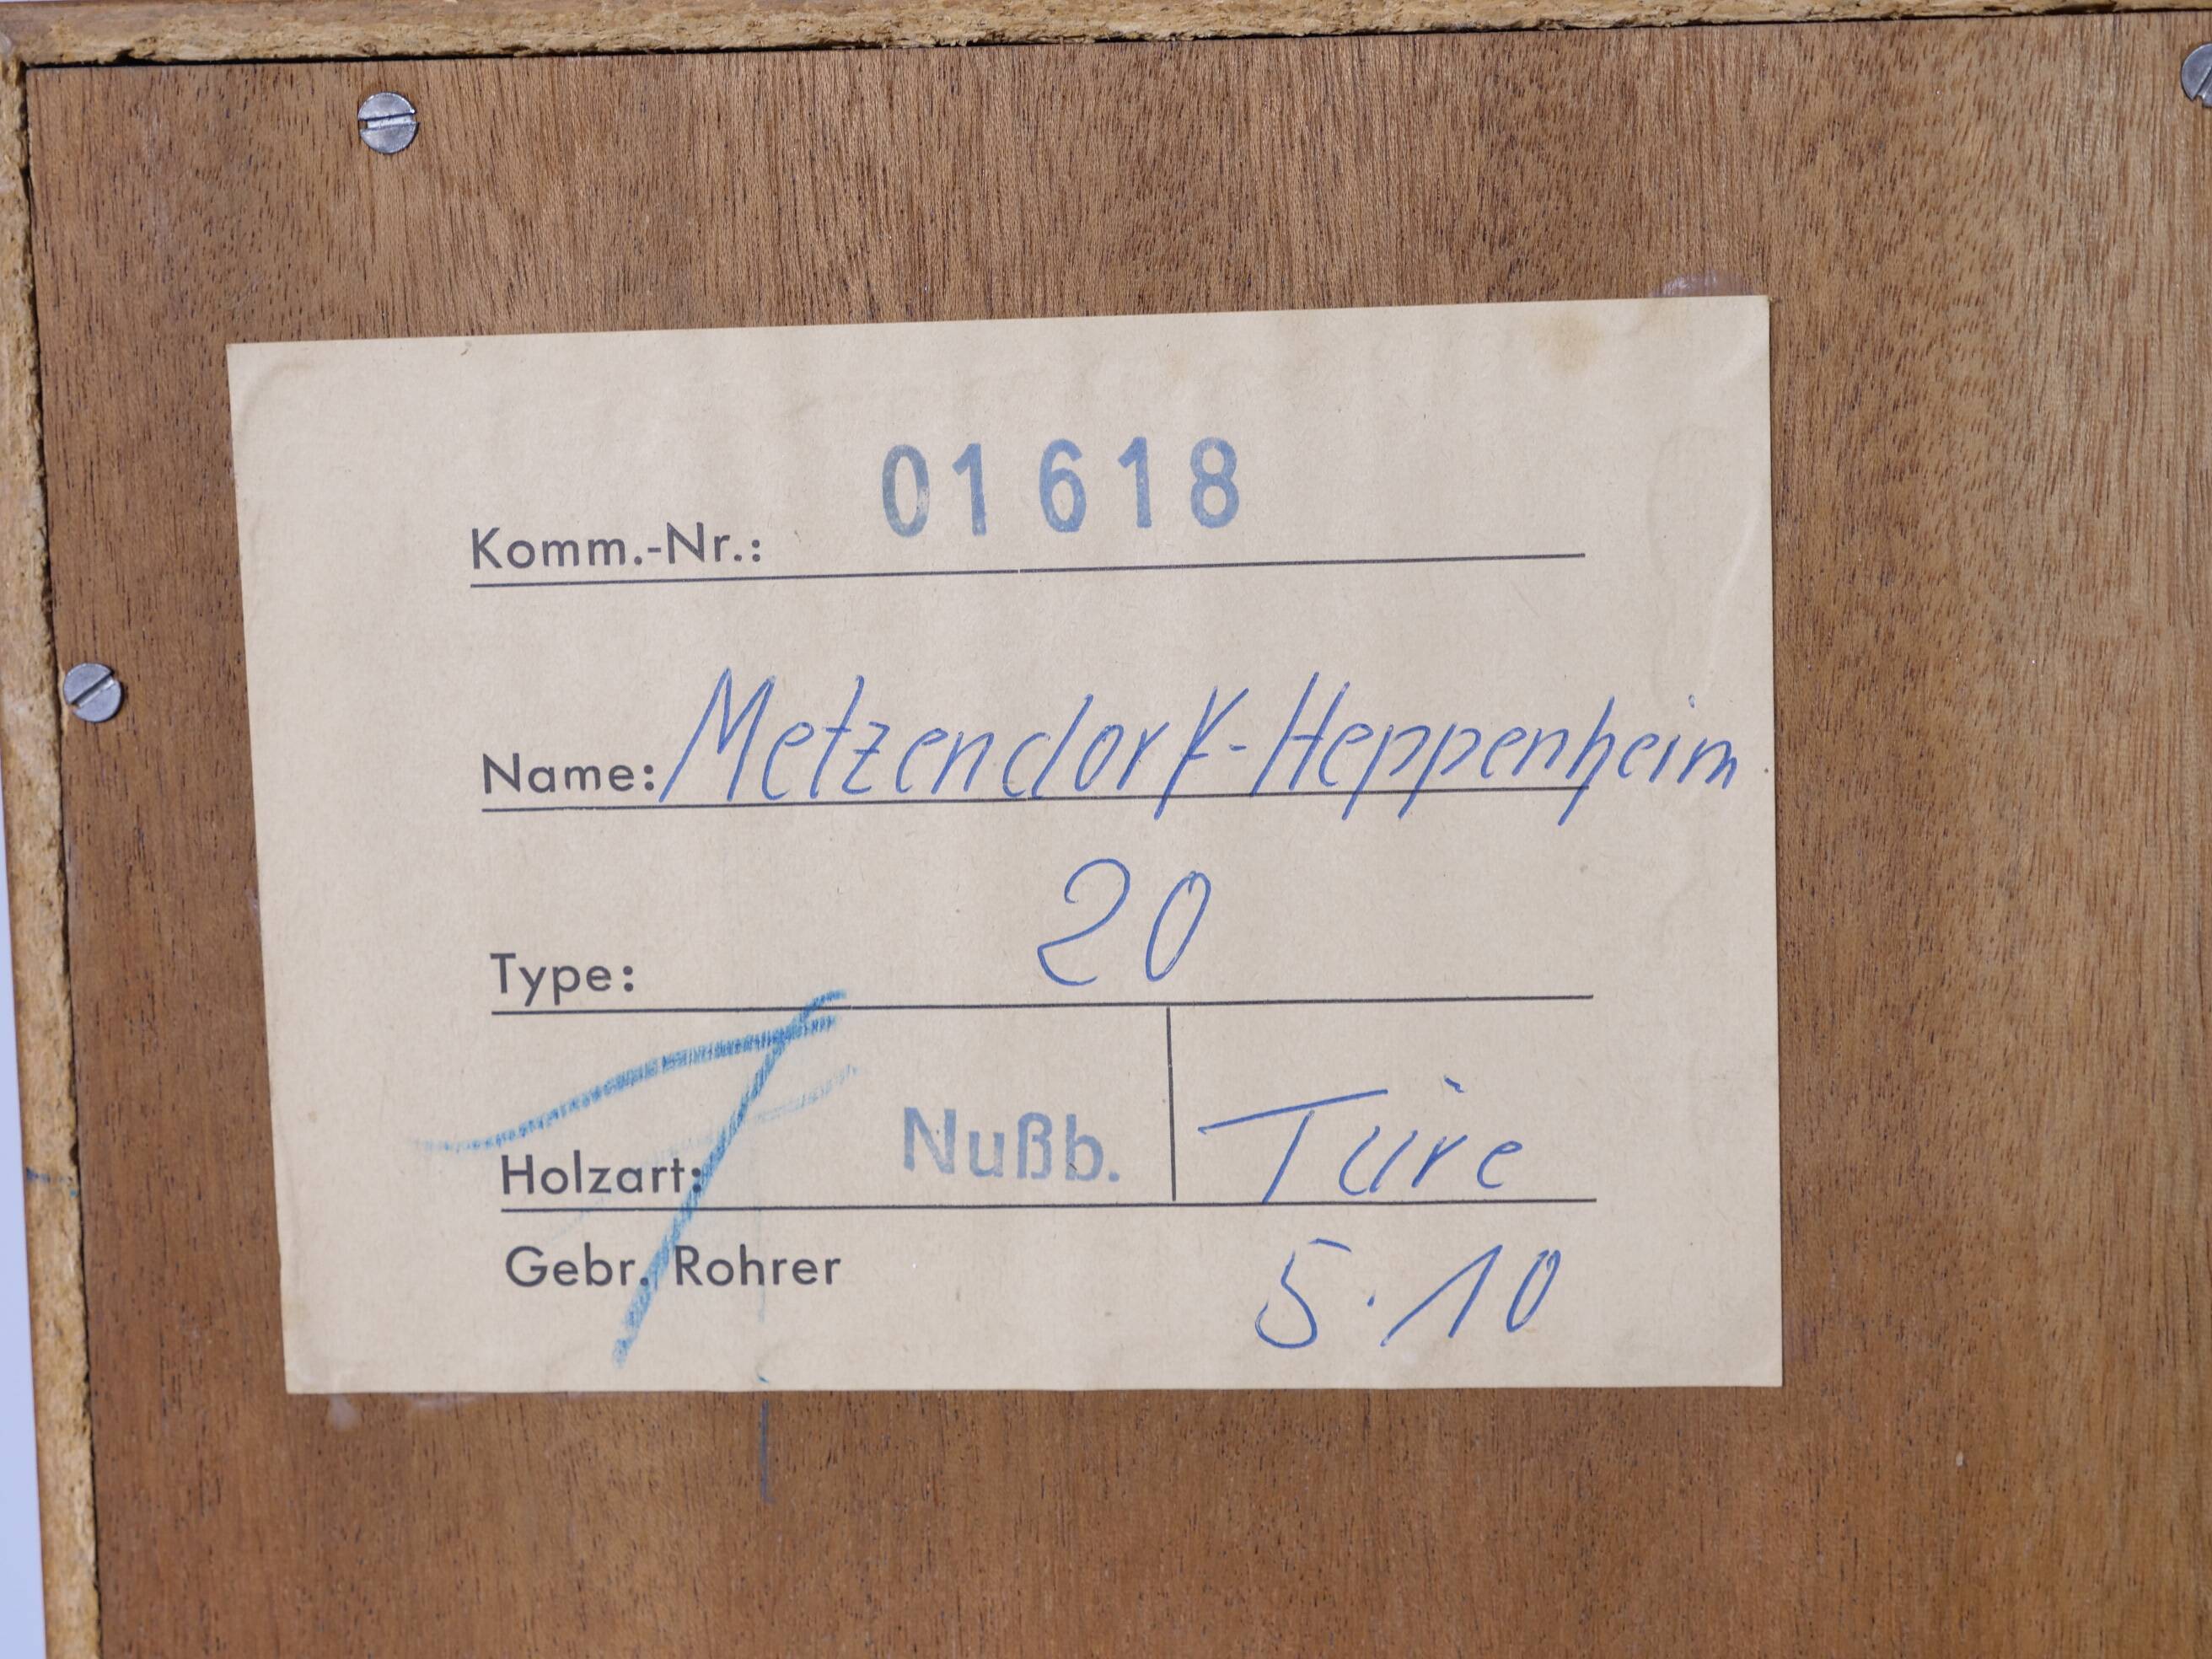 Komm.-Nr.: 01618
Name: Metzendorf-Heppenheim
Type: 20
Holzart: Nußb. Türe
Gebr. Rohrer 5.10